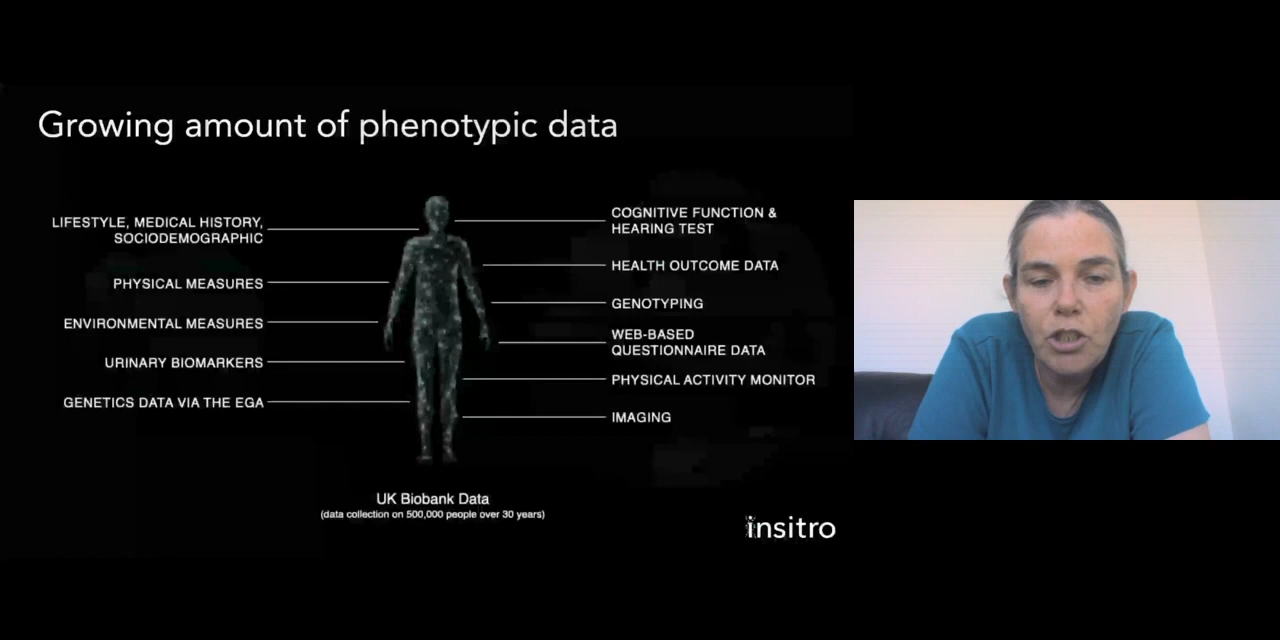 Growing amount of phenotypic data
LIFESTYLE, MEDICAL HISTORY,
SOCIODEMOGRAPHIC
PHYSICAL MEASURES
ENVIRONMENTAL MEASURES
URINARY BIOMARKERS
GENETICS DATA VIA THE EGA
COGNITIVE FUNCTION &
HEARING TEST
HEALTH OUTCOME DATA
GENOTYPING
WEB-BASED
QUESTIONNAIRE DATA
PHYSICAL ACTIVITY MONITOR
IMAGING
UK Biobank Data
(data collection on 500,000 people over 30 years)
insitro